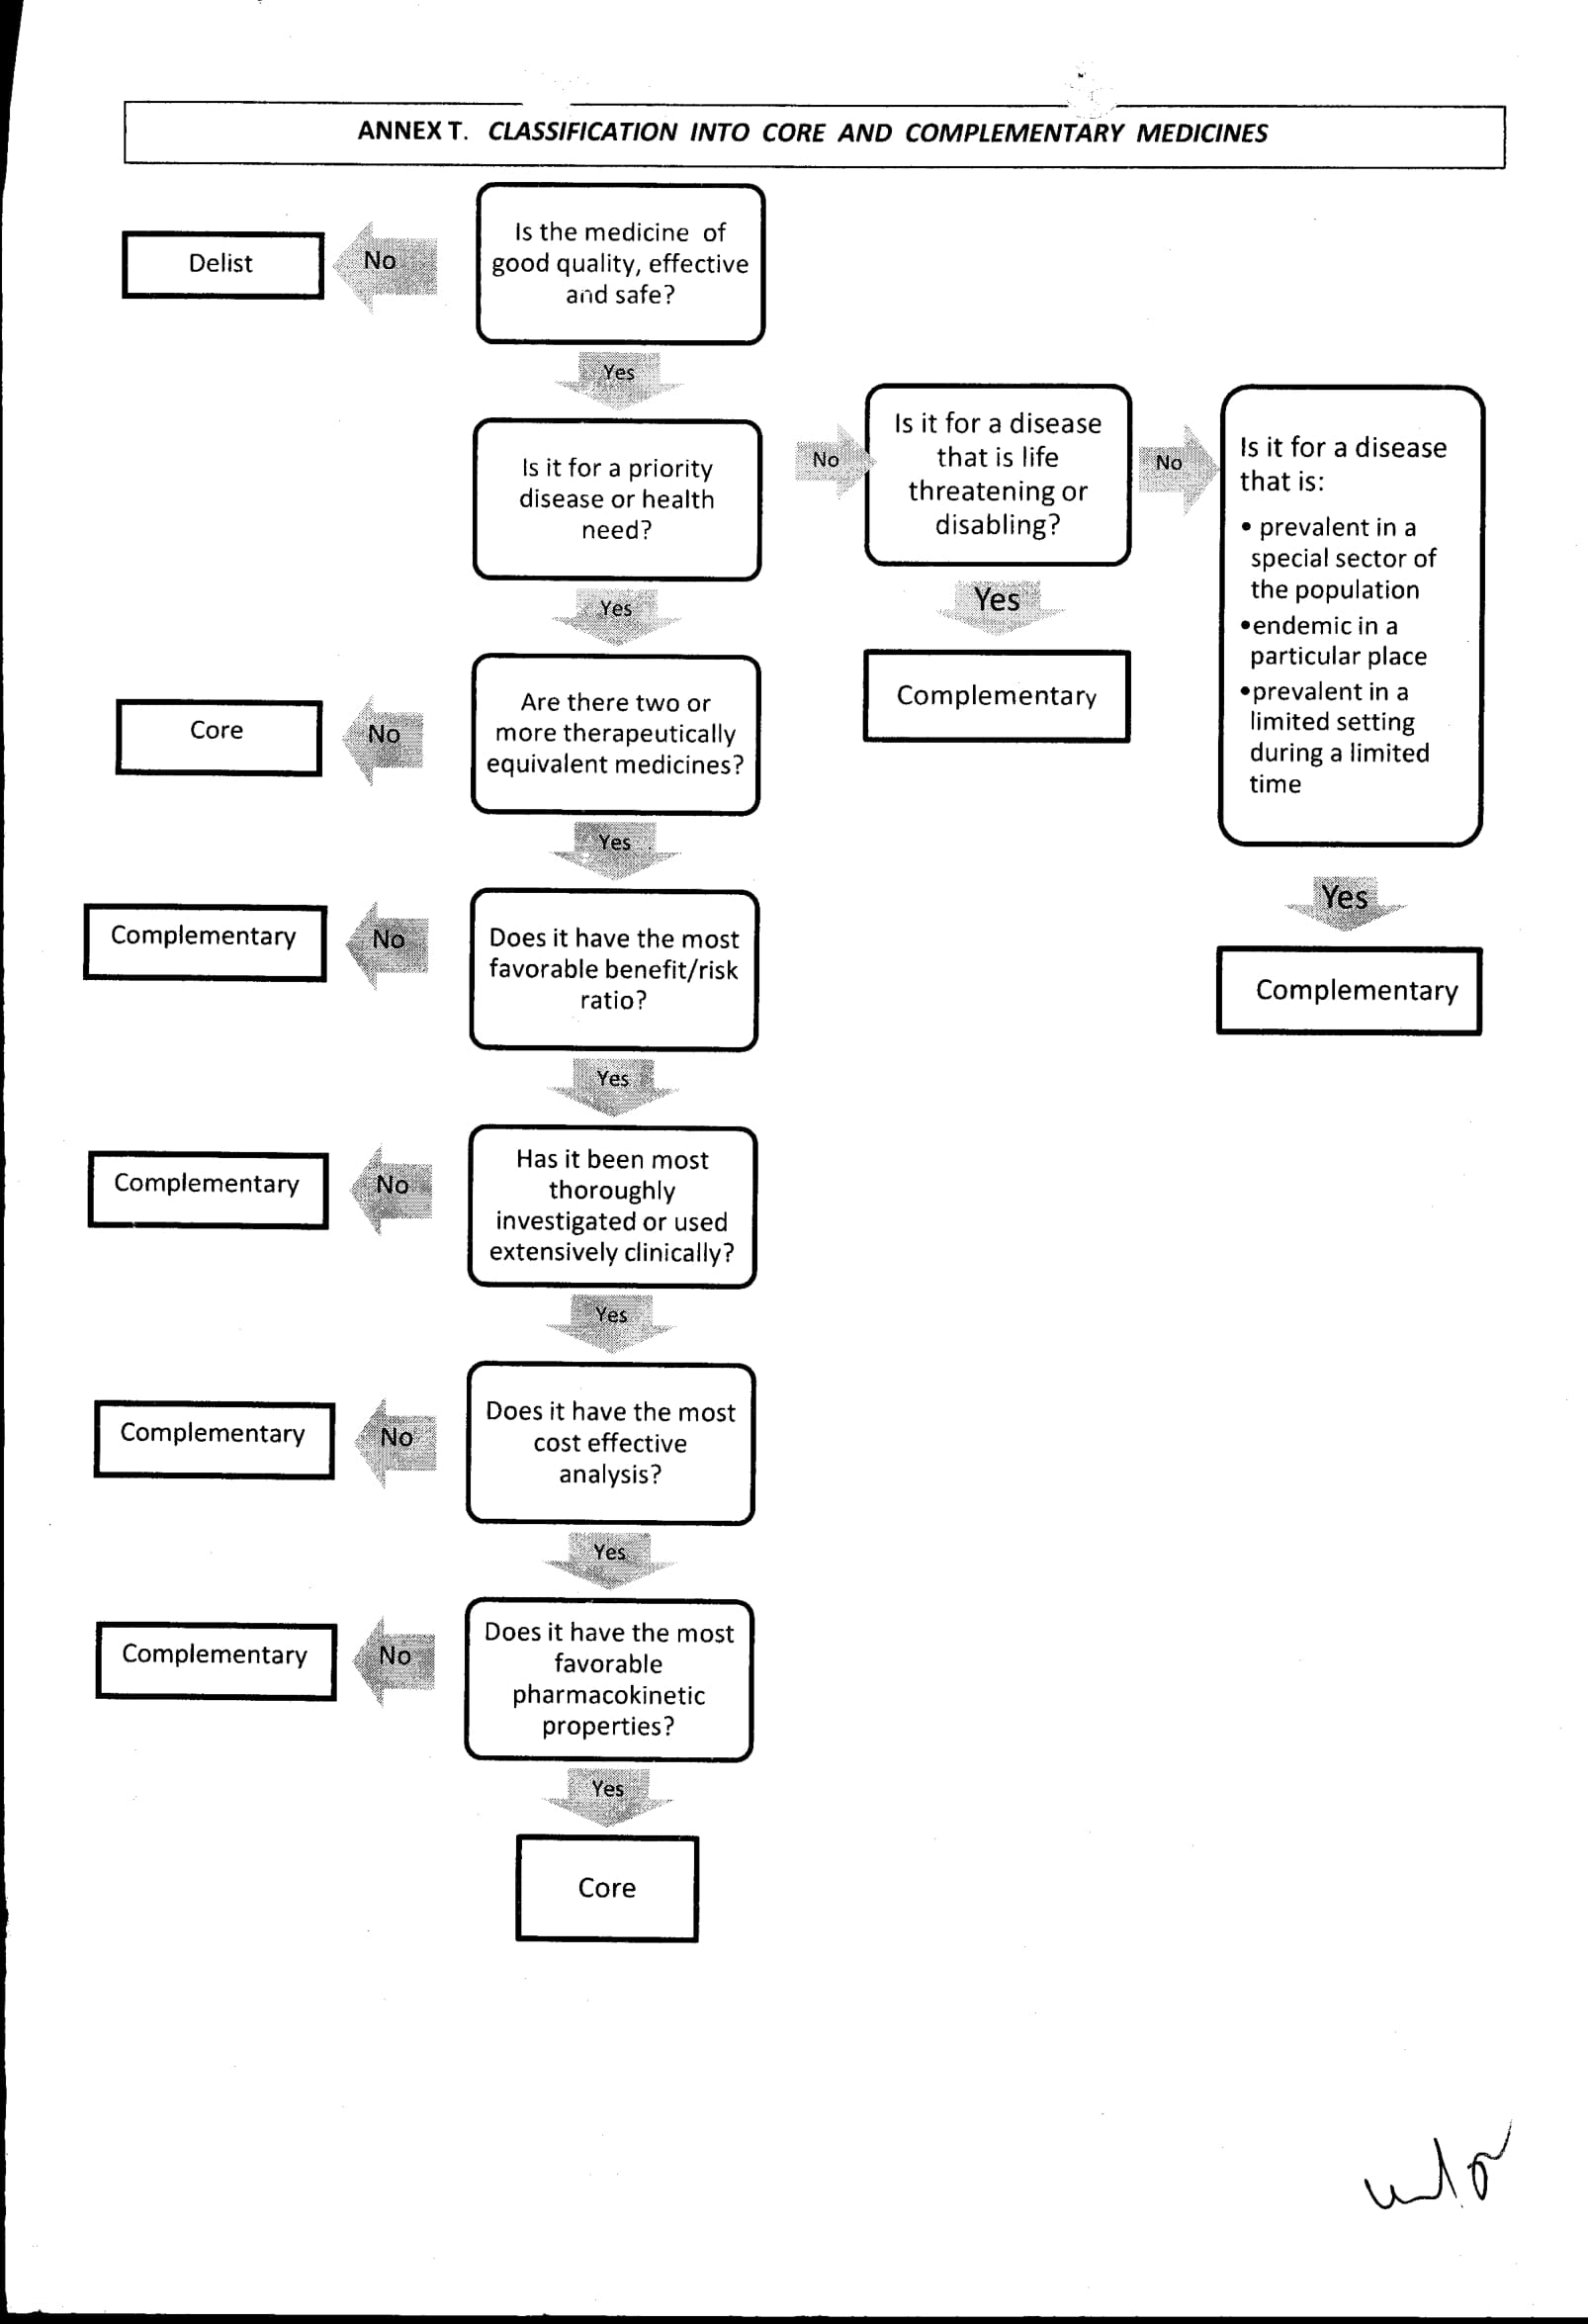 ANNEX T. CLASSIFICATION INTO CORE AND COMPLEMENTARY MEDICINES
Is the medicine of
good quality, effective
and safe?
No
Delist
Yes
Is it for a priority
disease or health
need?
No
Is it for a disease
that is life
threatening or
disabling?
No
Is it for a disease
that is:
• prevalent in a
special sector of
the population
•endemic in a
particular place
•prevalent in a
limited setting
during a limited
time
Yes
Complementary
Yes
Complementary
Yes
Are there two or
more therapeutically
equivalent medicines?
No
Core
Yes
Does it have the most
favorable benefit/risk
ratio?
No
Complementary
Yes
Has it been most
thoroughly
investigated or used
extensively clinically?
No
Complementary
Yes
Does it have the most
cost effective
analysis?
No
Complementary
Yes
Does it have the most
favorable
pharmacokinetic
properties?
No
Complementary
Yes
Core